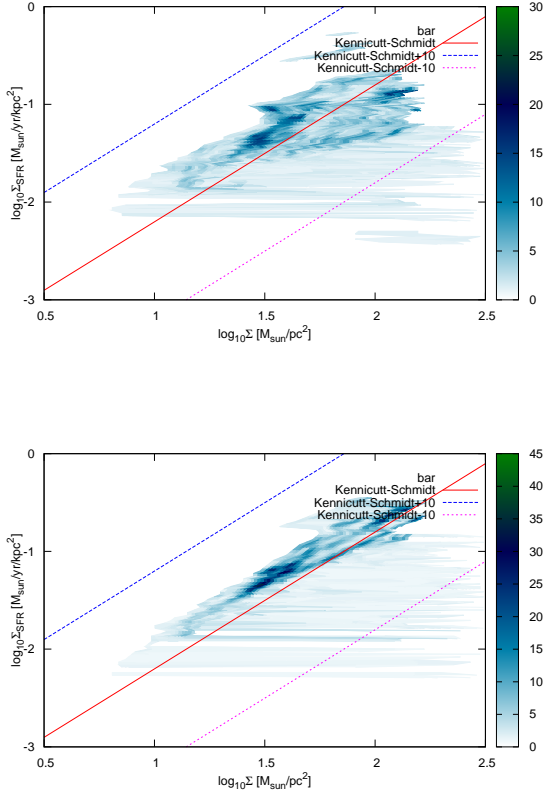 0
-1
-2
-3
0.5
1
1.5
2
2.5
log10Σ [Msun/pc2]
log10ΣSFR [Msun/yr/kpc2]
bar
Kennicutt-Schmidt
Kennicutt-Schmidt+10
Kennicutt-Schmidt-10
30
25
20
15
10
5
0
0
-1
-2
-3
0.5
1
1.5
2
2.5
log10Σ [Msun/pc2]
log10ΣSFR [Msun/yr/kpc2]
bar
Kennicutt-Schmidt
Kennicutt-Schmidt+10
Kennicutt-Schmidt-10
45
40
35
30
25
20
15
10
5
0